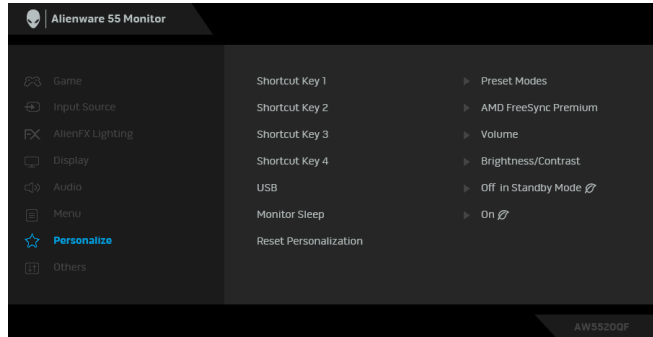 Alienware 55 Monitor
Game
Input Source
FX AlienFX Lighting
Display
Audio
Menu
Personalize
Others
Shortcut Key 1 Preset Modes
Shortcut Key 2 AMD FreeSync Premium
Shortcut Key 3 Volume
Shortcut Key 4 Brightness/Contrast
USB Off in Standby Mode
Monitor Sleep On
Reset Personalization
AW5520QF